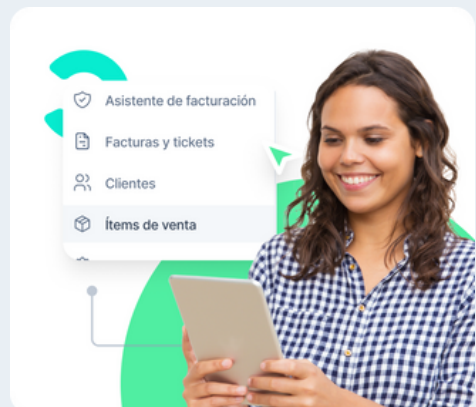 Asistente de facturación
Facturas y tickets
Clientes
Ítems de venta